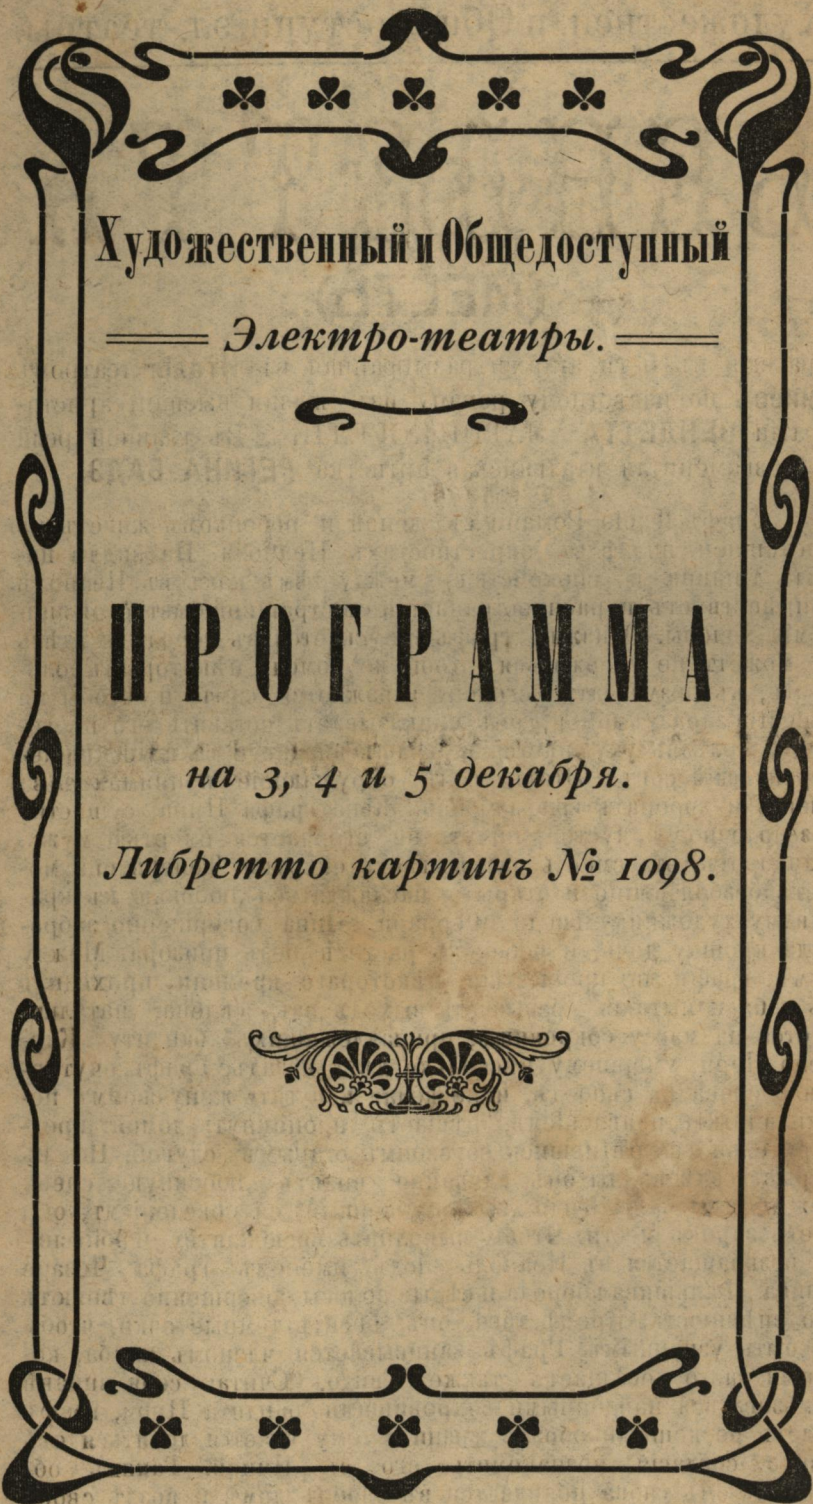 Художественный и Общедоступный
Электро-театры.
ПРОГРАММА
на 3, 4 и 5 декабря.
Либретто картинъ № 1098.